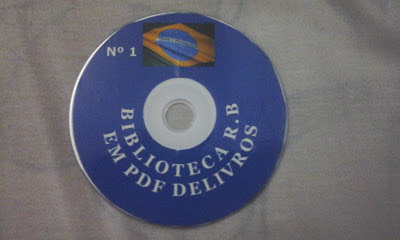 Nº 1
BIBLIOTECA R.B
EM PDF DELIVROS